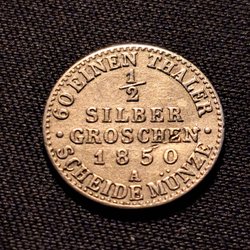 60 EINEN THALER
1/2
SILBER
GROSCHEN
1850
A
SCHEIDE MÜNZE